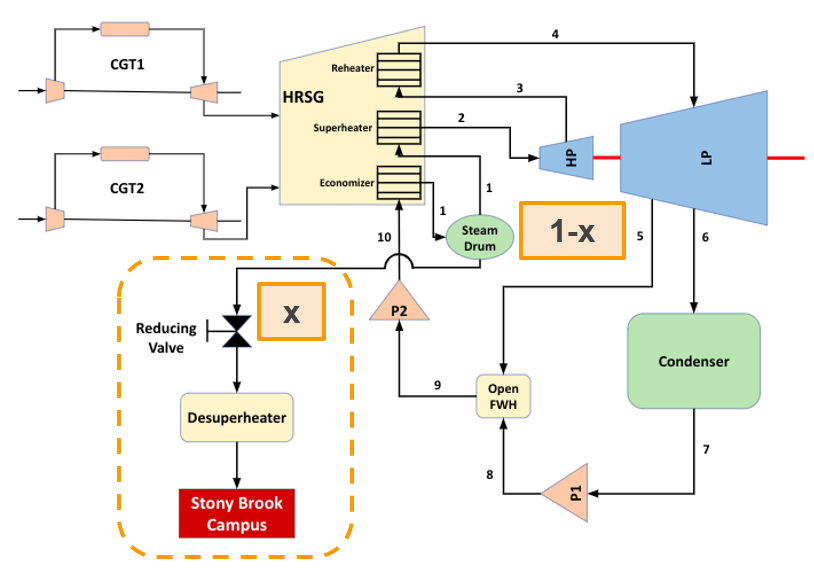 CGT1
HRSG
Reheater
4
3
Superheater
2
HP
LP
CGT2
Economizer
1
1
10
Steam
Drum
1-x
5
6
x
P2
Reducing
Valve
Condenser
Open
FWH
9
Desuperheater
7
8
P1
Stony Brook
Campus